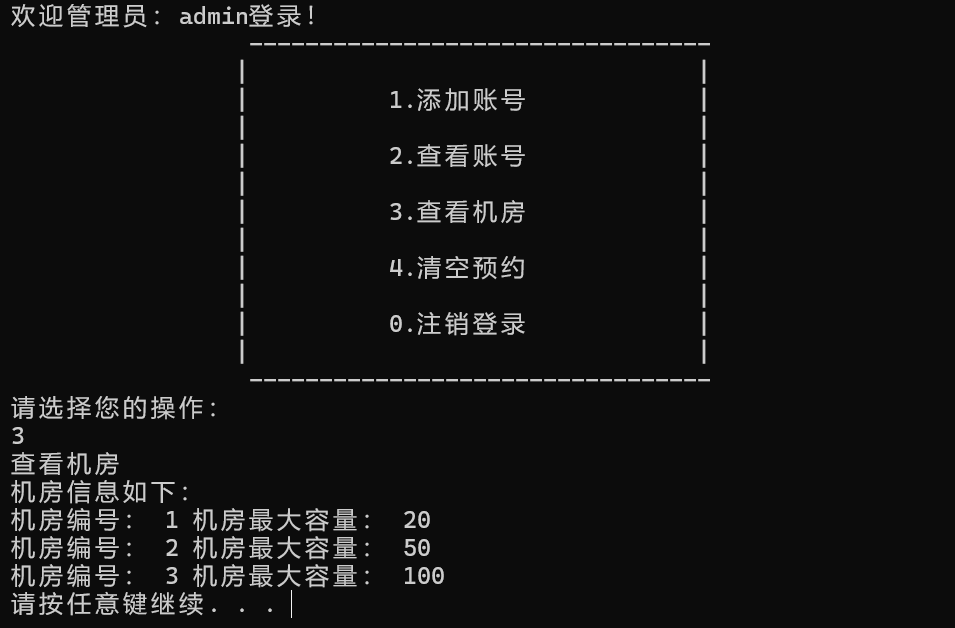 欢迎管理员：admin登录!
---------------------------------
|                                |
|          1.添加账号            |
|                                |
|          2.查看账号            |
|                                |
|          3.查看机房            |
|                                |
|          4.清空预约            |
|                                |
|          0.注销登录            |
|                                |
---------------------------------
请选择您的操作：
3
查看机房
机房信息如下：
机房编号： 1 机房最大容量： 20
机房编号： 2 机房最大容量： 50
机房编号： 3 机房最大容量： 100
请按任意键继续. . .